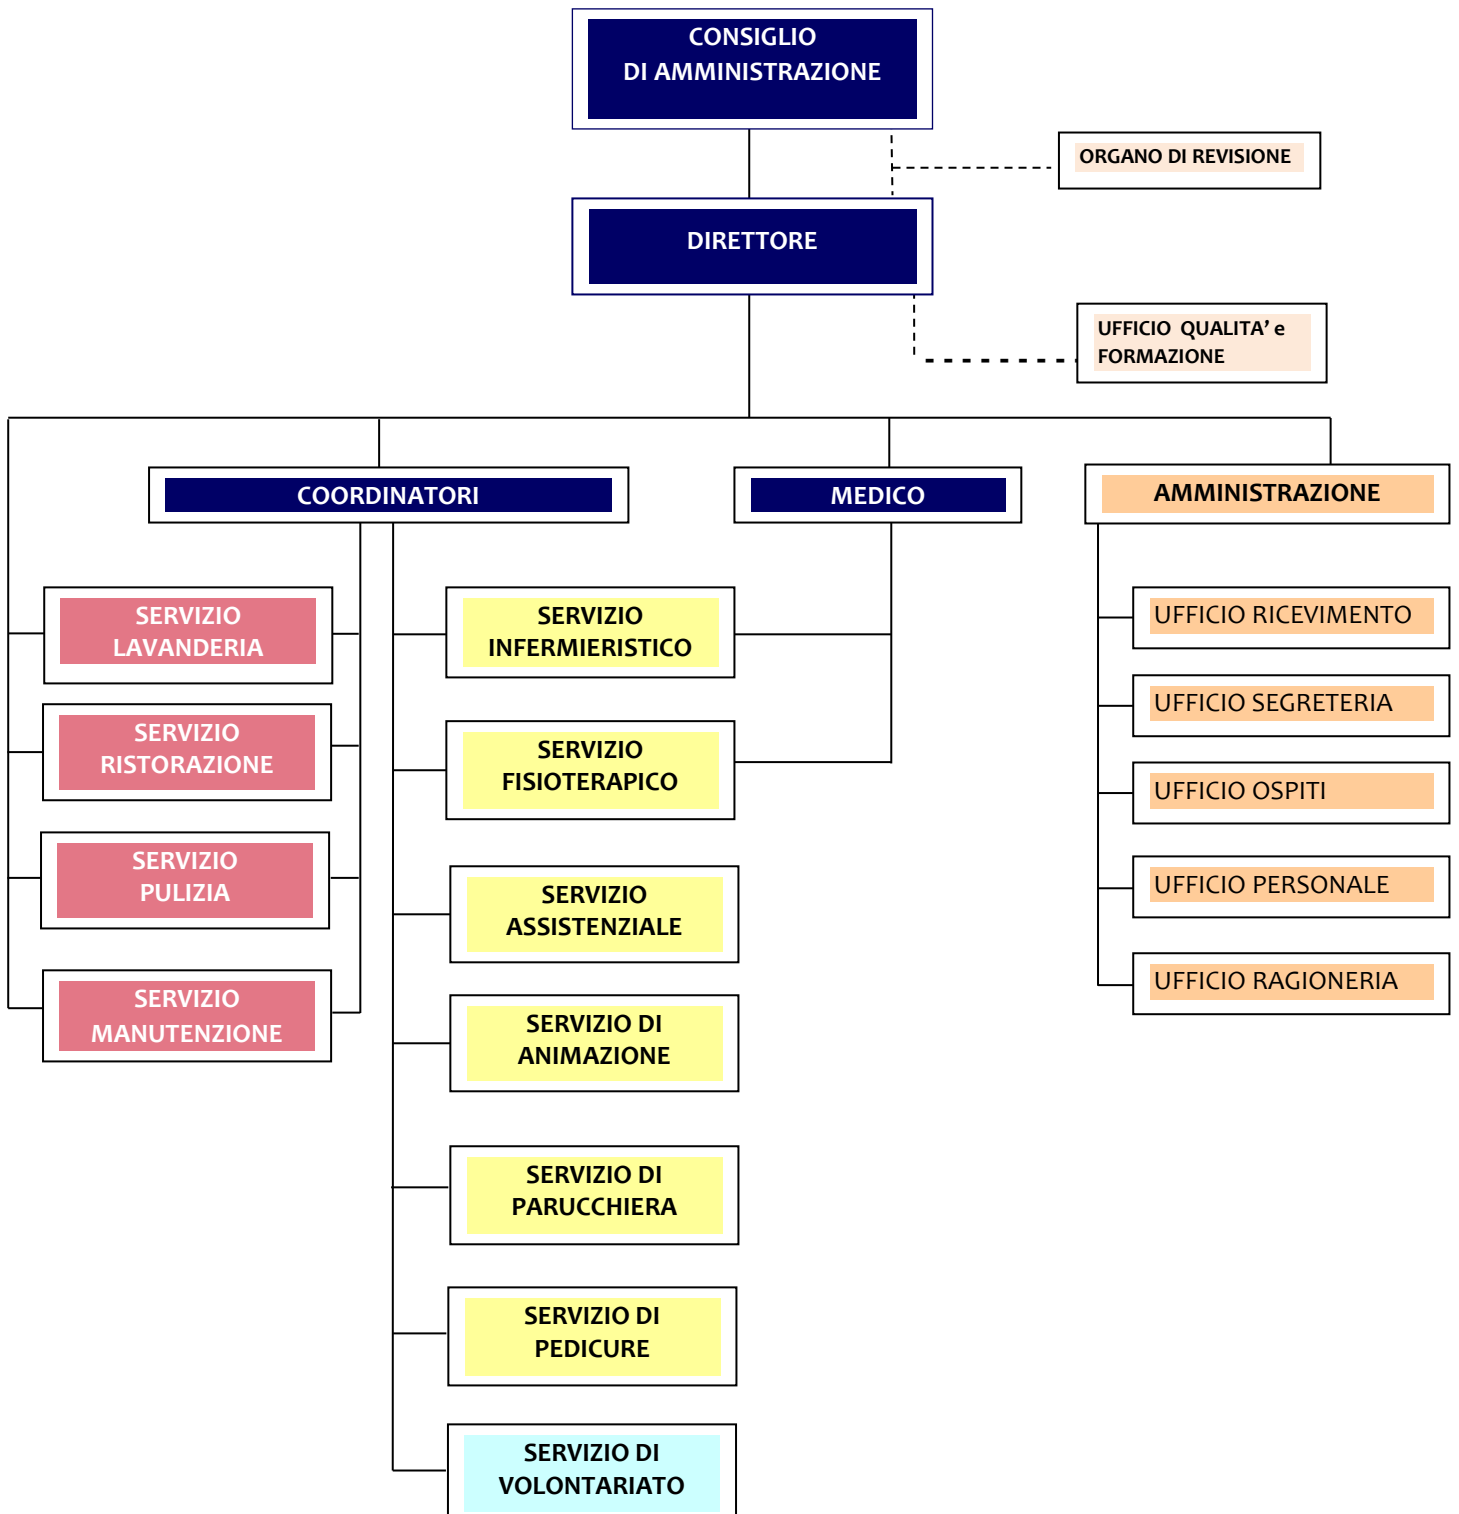 CONSIGLIO
DI AMMINISTRAZIONE
ORGANO DI REVISIONE
DIRETTORE
UFFICIO QUALITA’ e
FORMAZIONE
COORDINATORI
MEDICO
AMMINISTRAZIONE
SERVIZIO
LAVANDERIA
SERVIZIO
RISTORAZIONE
SERVIZIO
PULIZIA
SERVIZIO
MANUTENZIONE
SERVIZIO
INFERMIERISTICO
SERVIZIO
FISIOTERAPICO
SERVIZIO
ASSISTENZIALE
SERVIZIO DI
ANIMAZIONE
SERVIZIO DI
PARUCCHIERA
SERVIZIO DI
PEDICURE
SERVIZIO DI
VOLONTARIATO
UFFICIO RICEVIMENTO
UFFICIO SEGRETERIA
UFFICIO OSPITI
UFFICIO PERSONALE
UFFICIO RAGIONERIA